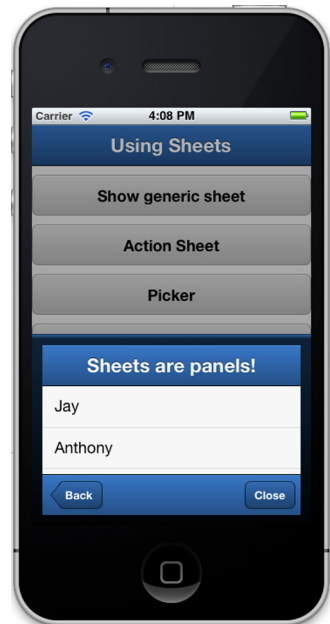 Carrier 4:08 PM
Using Sheets
Show generic sheet
Action Sheet
Picker
Sheets are panels!
Jay
Anthony
Back Close